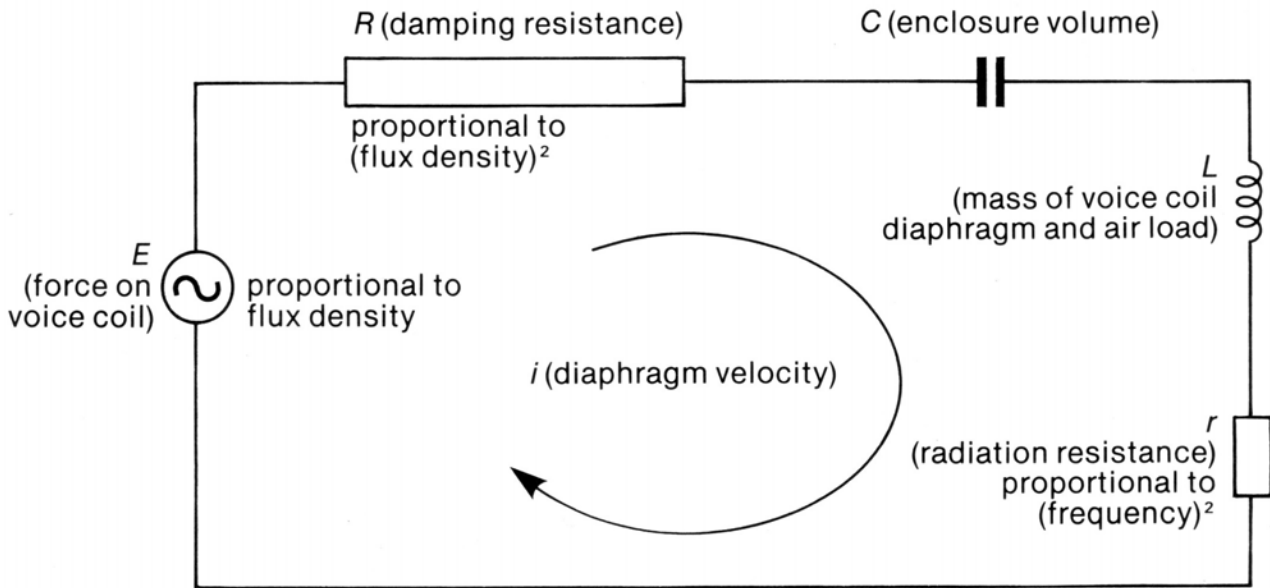 R (damping resistance)
C (enclosure volume)
proportional to
(flux density)²
L
(mass of voice coil
diaphragm and air load)
E
(force on
voice coil)
proportional to
flux density
i (diaphragm velocity)
r
(radiation resistance)
proportional to
(frequency)²